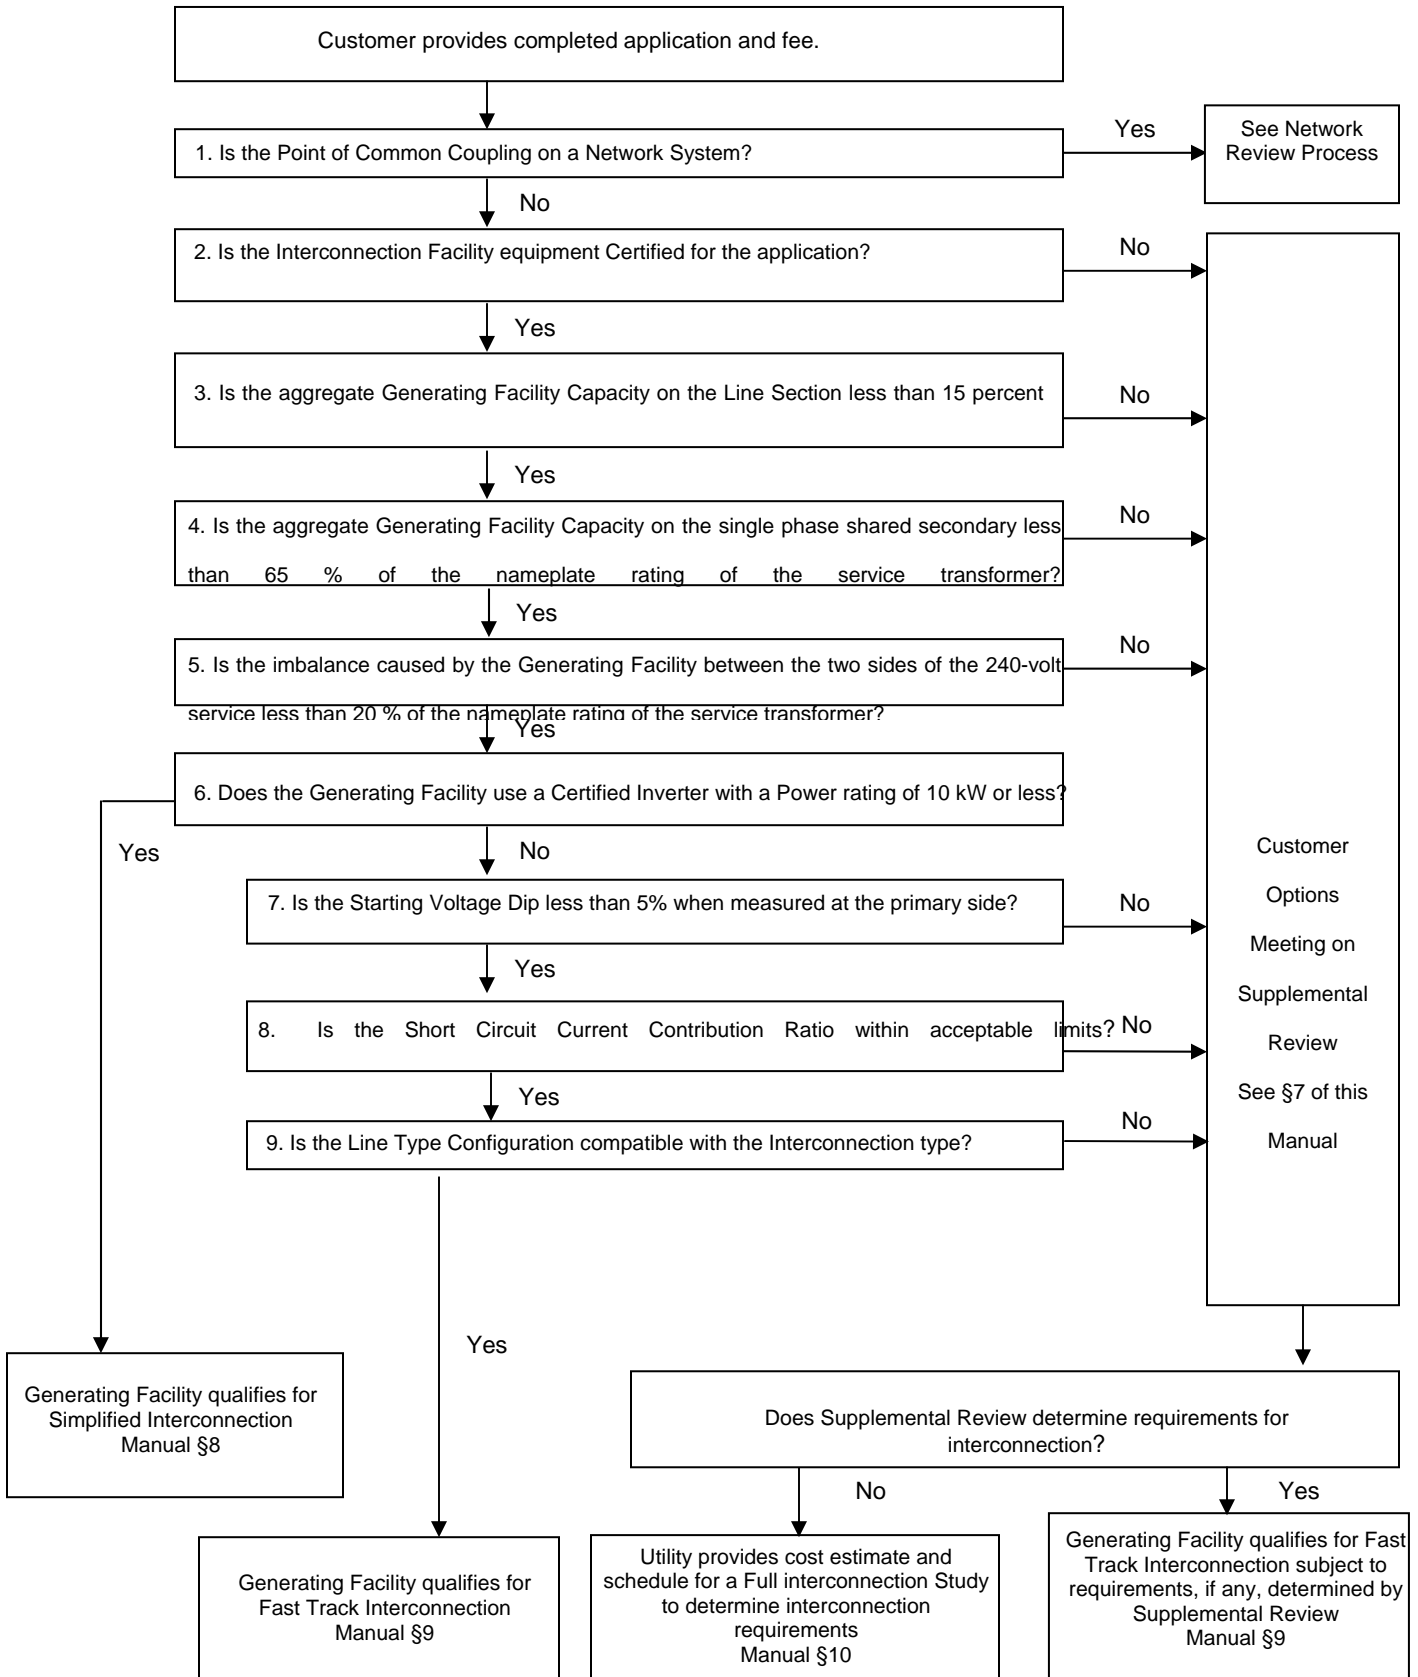 Customer provides completed application and fee.
1. Is the Point of Common Coupling on a Network System?
Yes
See Network
Review Process
No
2. Is the Interconnection Facility equipment Certified for the application?
No
Yes
3. Is the aggregate Generating Facility Capacity on the Line Section less than 15 percent
No
Yes
4. Is the aggregate Generating Facility Capacity on the single phase shared secondary less
than 65 % of the nameplate rating of the service transformer?
No
Yes
5. Is the imbalance caused by the Generating Facility between the two sides of the 240-volt
service less than 20 % of the nameplate rating of the service transformer?
No
Yes
6. Does the Generating Facility use a Certified Inverter with a Power rating of 10 kW or less?
Yes
No
7. Is the Starting Voltage Dip less than 5% when measured at the primary side?
No
Yes
8. Is the Short Circuit Current Contribution Ratio within acceptable limits?
No
Yes
9. Is the Line Type Configuration compatible with the Interconnection type?
No
Customer
Options
Meeting on
Supplemental
Review
See §7 of this
Manual
Yes
Generating Facility qualifies for
Simplified Interconnection
Manual §8
Does Supplemental Review determine requirements for
interconnection?
No
Yes
Generating Facility qualifies for
Fast Track Interconnection
Manual §9
Utility provides cost estimate and
schedule for a Full interconnection Study
to determine interconnection
requirements
Manual §10
Generating Facility qualifies for Fast
Track Interconnection subject to
requirements, if any, determined by
Supplemental Review
Manual §9